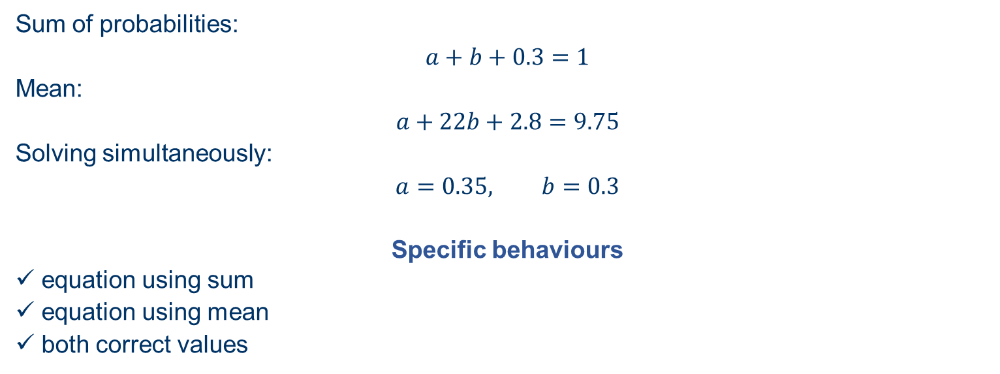 Sum of probabilities:
a + b + 0.3 = 1
Mean:
a + 22b + 2.8 = 9.75
Solving simultaneously:
a = 0.35, b = 0.3
Specific behaviours
✓ equation using sum
✓ equation using mean
✓ both correct values